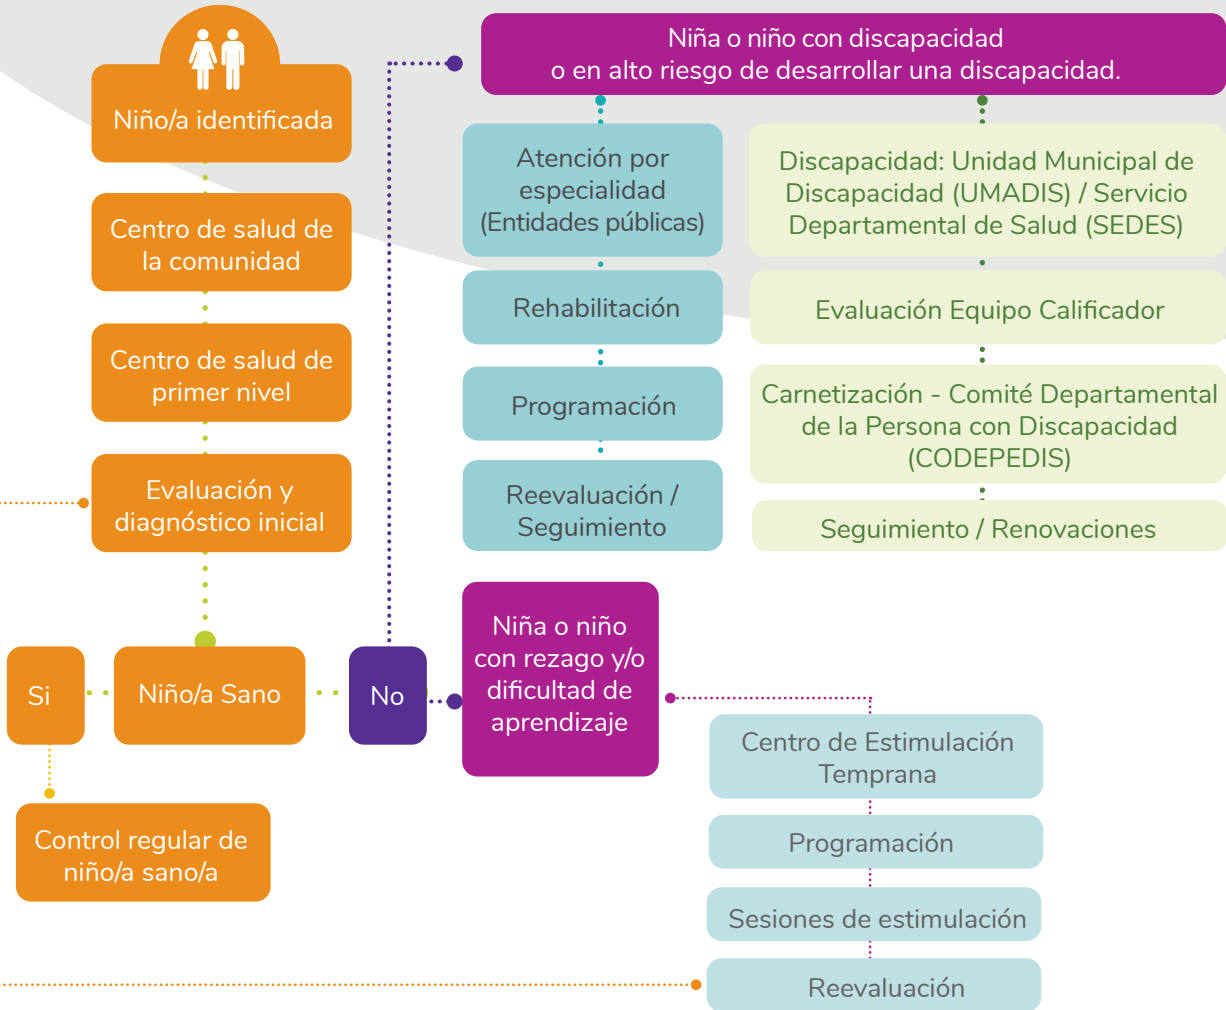 Niño/a identificada
Centro de salud de
la comunidad
Centro de salud de
primer nivel
Evaluación y
diagnóstico inicial
Si
Niño/a Sano
No
Control regular de
niño/a sano/a
Niña o niño con discapacidad
o en alto riesgo de desarrollar una discapacidad.
Atención por
especialidad
(Entidades públicas)
Rehabilitación
Programación
Reevaluación /
Seguimiento
Discapacidad: Unidad Municipal de
Discapacidad (UMADIS) / Servicio
Departamental de Salud (SEDES)
Evaluación Equipo Calificador
Carnetización - Comité Departamental
de la Persona con Discapacidad
(CODEPEDIS)
Seguimiento / Renovaciones
Niña o niño
con rezago y/o
dificultad de
aprendizaje
Centro de Estimulación
Temprana
Programación
Sesiones de estimulación
Reevaluación